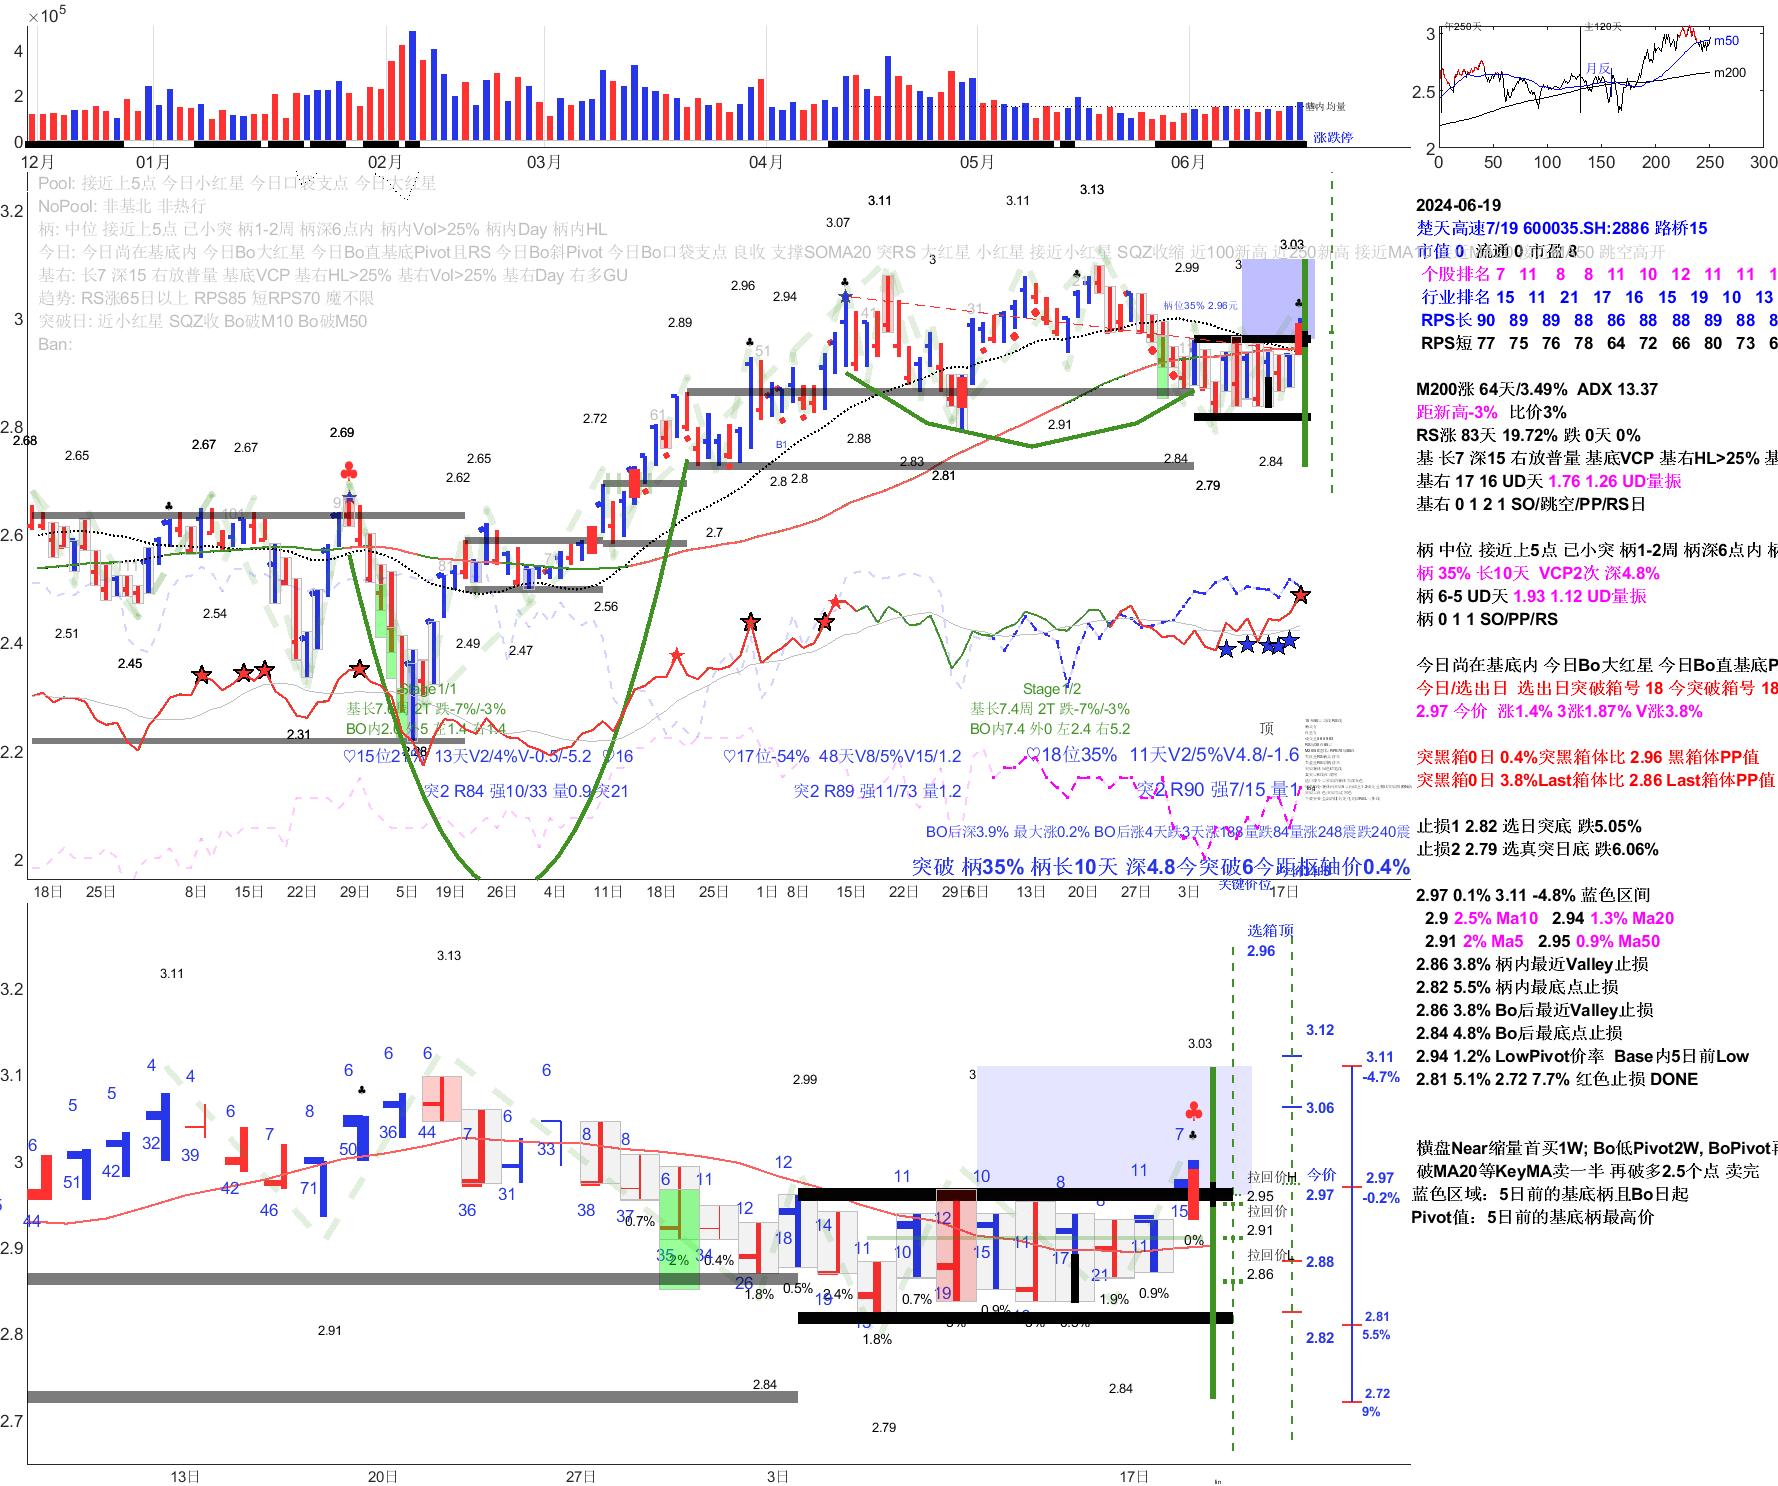 ×10⁵
4
2
0
基内均量
涨跌停
12月 01月 02月 03月 04月 05月 06月
年250天 主120天
3
2.5
2
m50
月反
m200
0 50 100 150 200 250 300
Pool: 接近上5点 今日小红星 今日口袋支点 今日大红星
NoPool: 非基北 非热行
柄: 中位 接近上5点 己小突 柄1-2周 柄深6点内 柄内Vol>25% 柄内Day 柄内HL
今日: 今日尚在基底内 今日Bo大红星 今日Bo直基底Pivot且RS 今日Bo斜Pivot 今日Bo口袋支点 良收 支撑SOMA20 突RS 大红星 小红星 接近小红星 SQZ收缩 近100新高 近250新高 接近MA10 跳空高开
基右: 长7 深15 右放普量 基底VCP 基右HL>25% 基右Vol>25% 基右Day 右多GU
趋势: RS涨65日以上 RPS85 短RPS70 魔不限
突破日: 近小红星 SQZ收 Bo破M10 Bo破M50
Ban:
3.2
3
2.8
2.6
2.4
2.2
2
3.11 3.11 3.13
3.07
3.03
3 2.99 3
2.96 2.94
柄位35% 2.96元
2.89
2.72
2.68 2.65 2.67 2.67 2.69 2.65 2.62
51 61 31 41
B1
2.88 2.91
2.83 2.81 2.84 2.84
2.8 2.8 2.79
2.7
2.54 2.56
2.51 2.49 2.47
2.45
2.31
Stage1/1
Stage1/2
基长7.4周 2T 跌-7%/-3%
BO内7.4 外0 左2.4 右5.2
顶
13天V2/4%V-0.5/-5.2 ♡16
♡17位-54% 48天V8/5%V15/1.2
♡18位35% 11天V2/5%V4.8/-1.6
突2 R84 强10/33 量0.9 突21
突2 R89 强11/73 量1.2
突2 R90 强7/15 量1
BO后深3.9% 最大涨0.2% BO后涨4天跌3天涨188量跌84量涨248震跌240震
突破 柄35% 柄长10天 深4.8今突破6今距枢轴价0.4%
关键价位
18日 25日 8日 15日 22日 29日 5日 19日 26日 4日 11日 18日 25日 1日 8日 15日 22日 29日 6日 13日 20日 27日 3日 17日
2024-06-19
楚天高速7/19 600035.SH:2886 路桥15
市值 0 流通 0 市盈 8
个股排名 7 11 8 8 11 10 12 11 11 1
行业排名 15 11 21 17 16 15 19 10 13
RPS长 90 89 89 88 86 88 88 89 88 8
RPS短 77 75 76 78 64 72 66 80 73 6
M200涨 64天/3.49% ADX 13.37
距新高-3% 比价3%
RS涨 83天 19.72% 跌 0天 0%
基 长7 深15 右放普量 基底VCP 基右HL>25% 基
基右 17 16 UD天 1.76 1.26 UD量振
基右 0 1 2 1 SO/跳空/PP/RS日
柄 中位 接近上5点 己小突 柄1-2周 柄深6点内 柄
柄 35% 长10天 VCP2次 深4.8%
柄 6-5 UD天 1.93 1.12 UD量振
柄 0 1 1 SO/PP/RS
今日尚在基底内 今日Bo大红星 今日Bo直基底P
今日/选出日 选出日突破箱号 18 今突破箱号 18
2.97 今价 涨1.4% 3涨1.87% V涨3.8%
突黑箱0日 0.4%突黑箱体比 2.96 黑箱体PP值
突黑箱0日 3.8%Last箱体比 2.86 Last箱体PP值
止损1 2.82 选日突底 跌5.05%
止损2 2.79 选真突日底 跌6.06%
2.97 0.1% 3.11 -4.8% 蓝色区间
2.9 2.5% Ma10 2.94 1.3% Ma20
2.91 2% Ma5 2.95 0.9% Ma50
2.86 3.8% 柄内最近Valley止损
2.82 5.5% 柄内最底点止损
2.86 3.8% Bo后最近Valley止损
2.84 4.8% Bo后最底点止损
2.94 1.2% LowPivot价率 Base内5日前Low
2.81 5.1% 2.72 7.7% 红色止损 DONE
横盘Near缩量首买1W; Bo低Pivot2W, BoPivot再
破MA20等KeyMA卖一半 再破多2.5个点 卖完
蓝色区域：5日前的基底柄且Bo日起
Pivot值：5日前的基底柄最高价
3.2
3.1
3
2.9
2.8
2.7
3.11 3.13 3.03 2.99 3
2.91 2.84 2.84 2.79
6 5 5 4 4 6 7 8 6 6 6 7 6 6 8 8 6 11 12 11 10 8 11 7
44 51 42 32 39 42 46 71 50 36 44 36 31 33 38 37 35 34 26 18 14 11 10 12 15 11 17 21 11 15
0.7% 2% 0.4% 1.8% 0.5% 2.4% 1.8% 0.7% 0.9% 1.9% 0.9% 0%
选箱顶
2.96
拉回价H
2.95
拉回价
2.91
拉回价L
2.86
3.12
3.06
今价
2.97
2.88
2.82
3.11
-4.7%
2.97
-0.2%
2.81
5.5%
2.72
9%
13日 20日 27日 3日 17日